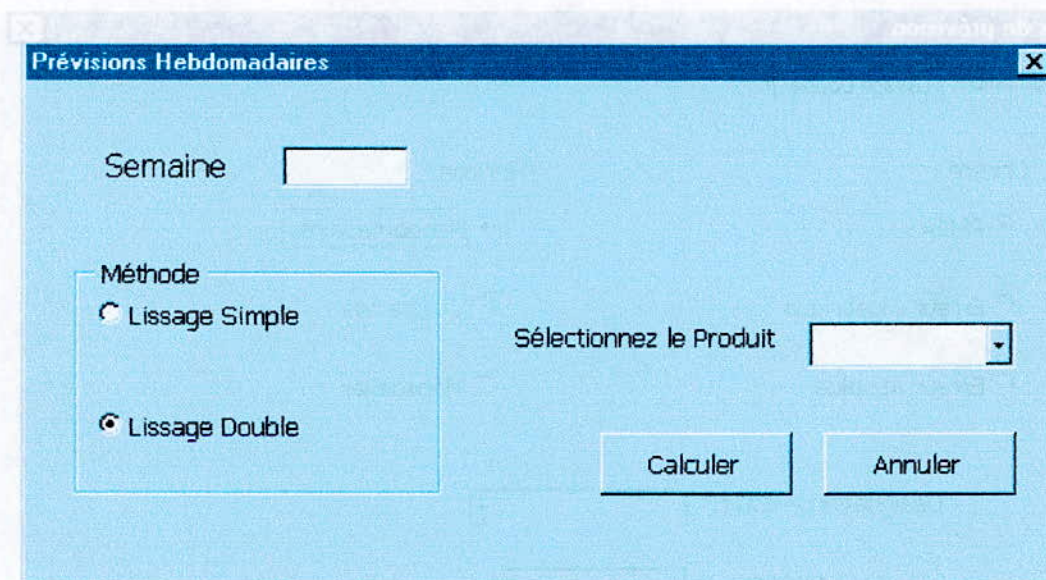 Prévisions Hebdomadaires
Semaine
Méthode
Lissage Simple
Sélectionnez le Produit
Lissage Double
Calculer
Annuler